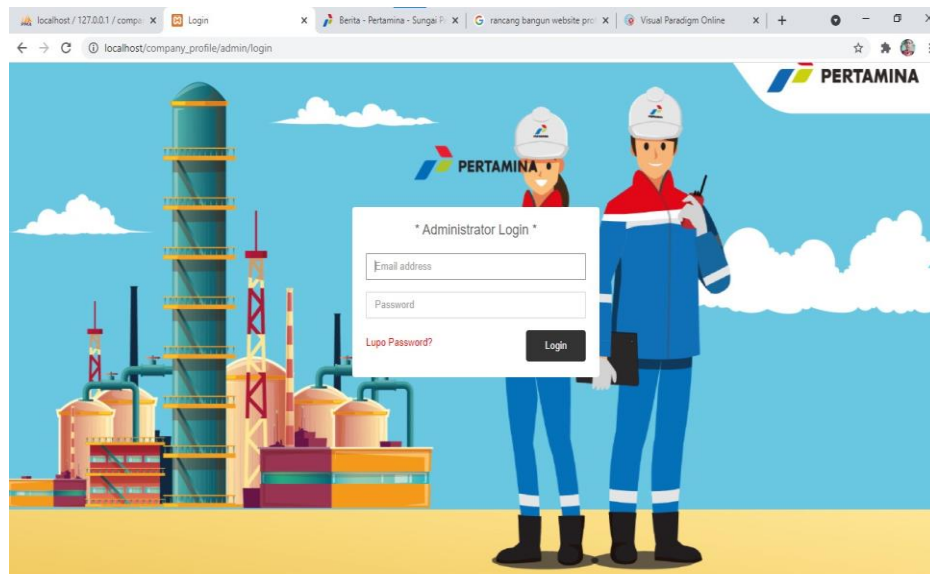 localhost / 127.0.0.1 / compa
Login
Berita - Pertamina - Sungai P
rancang bangun website pro
Visual Paradigm Online
localhost/company_profile/admin/login
PERTAMINA
PERTAMINA
* Administrator Login *
Email address
Password
Lupo Password?
Login